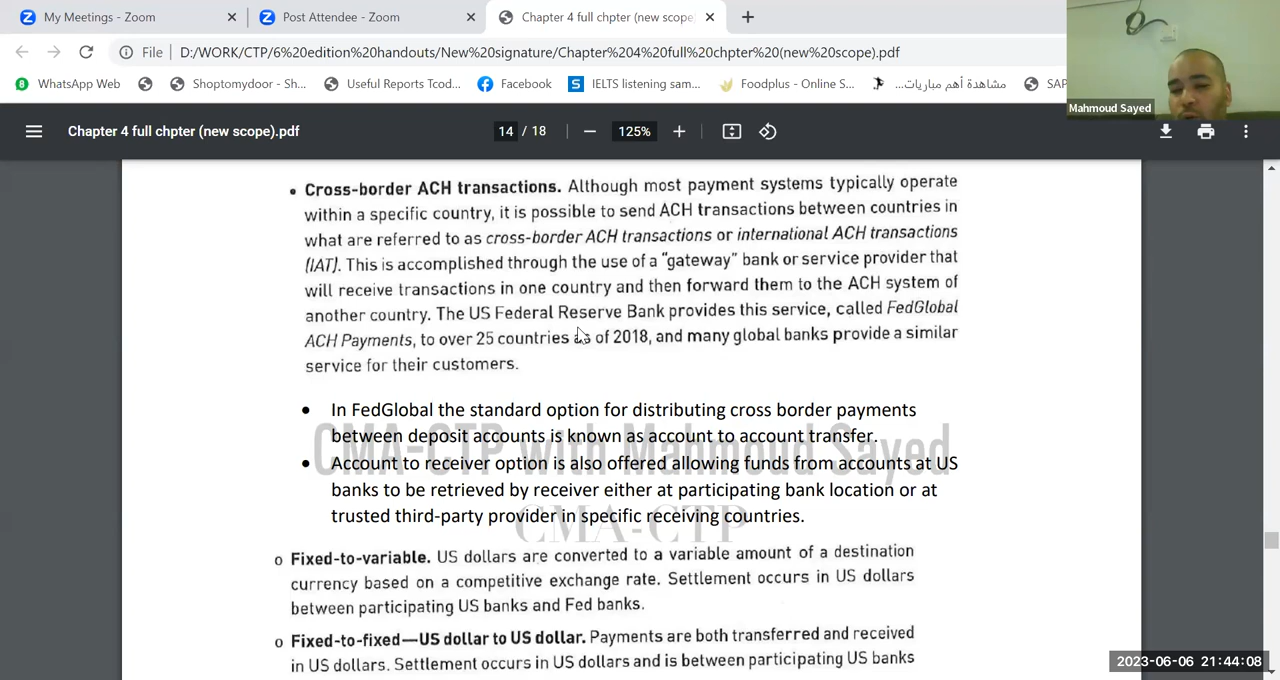 My Meetings - Zoom
Post Attendee - Zoom
Chapter 4 full chpter (new scope)
File
D:/WORK/CTP/6%20edition%20handouts/New%20signature/Chapter%204%20full%20chpter%20(new%20scope).pdf
WhatsApp Web
Shoptomydoor - Sh...
Useful Reports Tcod...
Facebook
IELTS listening sam...
Foodplus - Online S...
مشاهدة أهم مباريات...
SAP
Mahmoud Sayed
Chapter 4 full chpter (new scope).pdf
14 / 18
125%
• Cross-border ACH transactions. Although most payment systems typically operate
within a specific country, it is possible to send ACH transactions between countries in
what are referred to as cross-border ACH transactions or international ACH transactions
(IAT). This is accomplished through the use of a “gateway” bank or service provider that
will receive transactions in one country and then forward them to the ACH system of
another country. The US Federal Reserve Bank provides this service, called FedGlobal
ACH Payments, to over 25 countries as of 2018, and many global banks provide a similar
service for their customers.
• In FedGlobal the standard option for distributing cross border payments
between deposit accounts is known as account to account transfer.
CMA-CTP with Mahmoud Sayed
• Account to receiver option is also offered allowing funds from accounts at US
banks to be retrieved by receiver either at participating bank location or at
trusted third-party provider in specific receiving countries.
CMA-CTP
o Fixed-to-variable. US dollars are converted to a variable amount of a destination
currency based on a competitive exchange rate. Settlement occurs in US dollars
between participating US banks and Fed banks.
o Fixed-to-fixed—US dollar to US dollar. Payments are both transferred and received
in US dollars. Settlement occurs in US dollars and is between participating US banks
2023-06-06 21:44:08